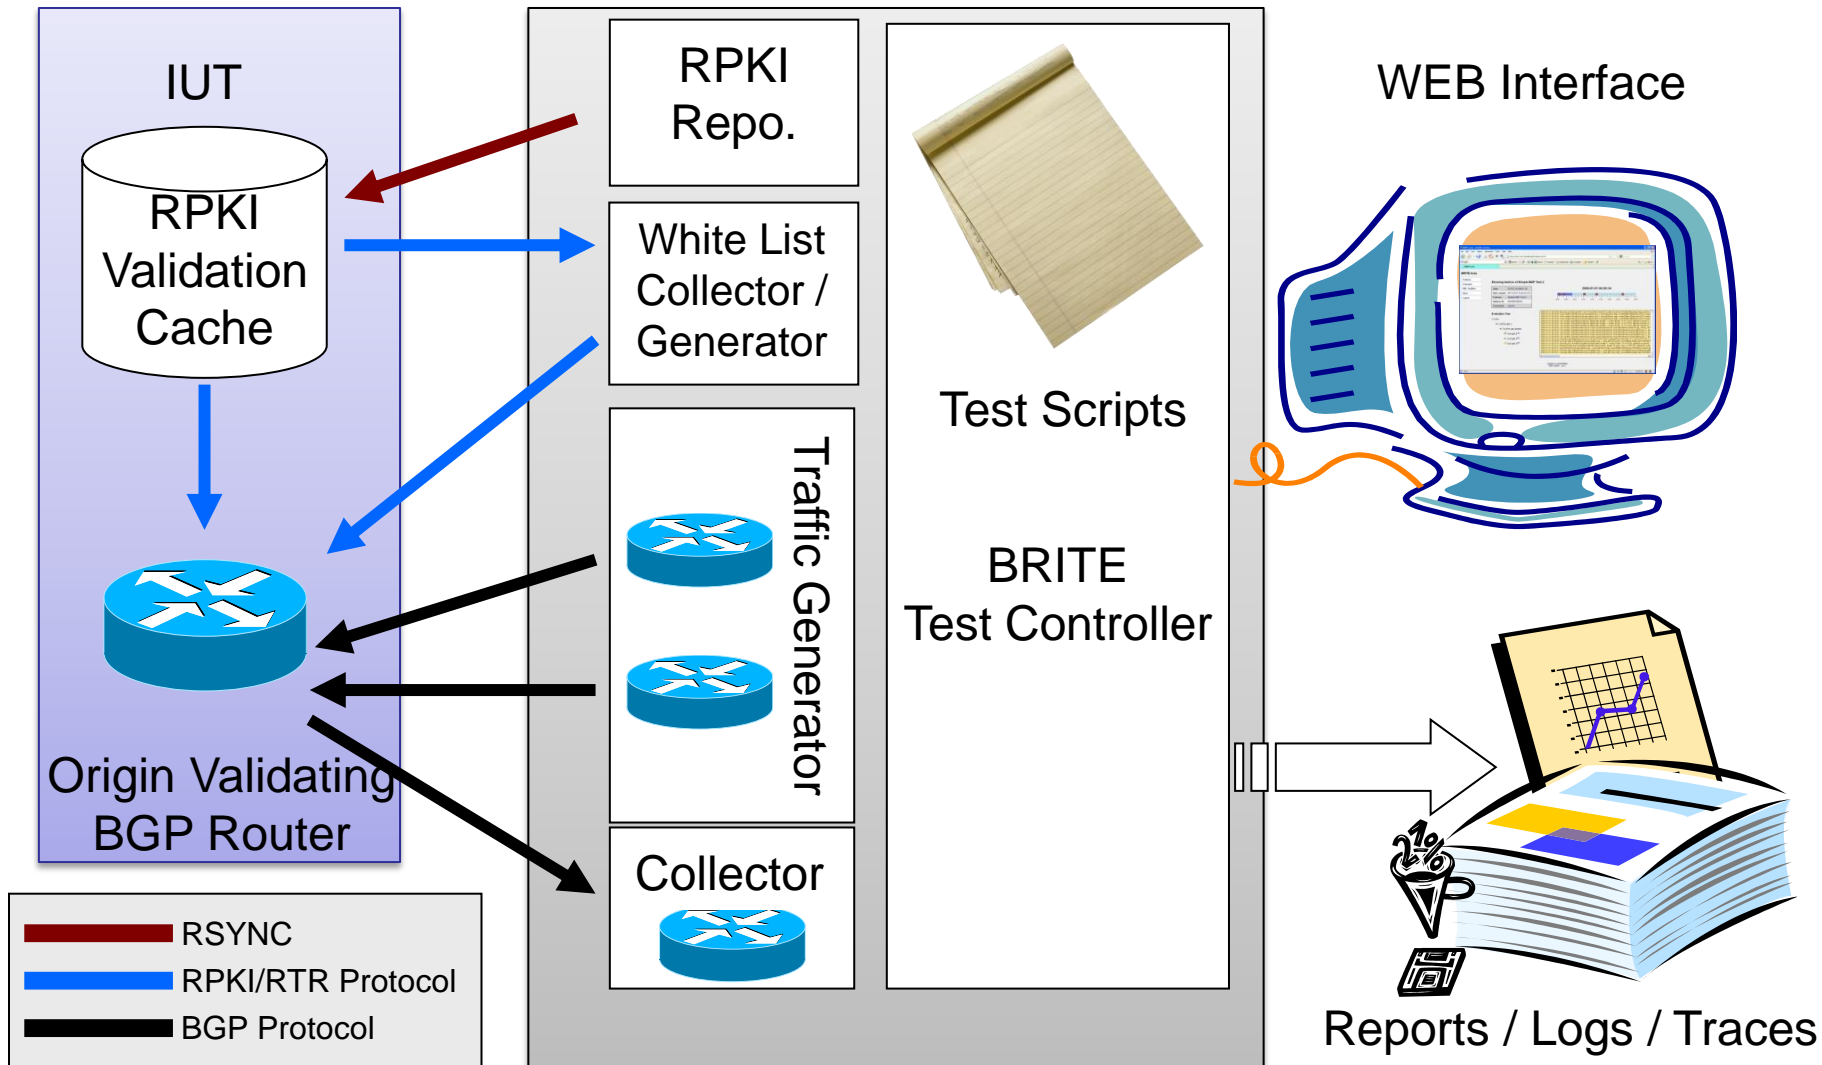 IUT
RPKI
Validation
Cache
Origin Validating
BGP Router
RPKI
Repo.
White List
Collector /
Generator
Traffic Generator
Collector
Test Scripts
BRITE
Test Controller
WEB Interface
21%
Reports / Logs / Traces
RSYNC
RPKI/RTR Protocol
BGP Protocol